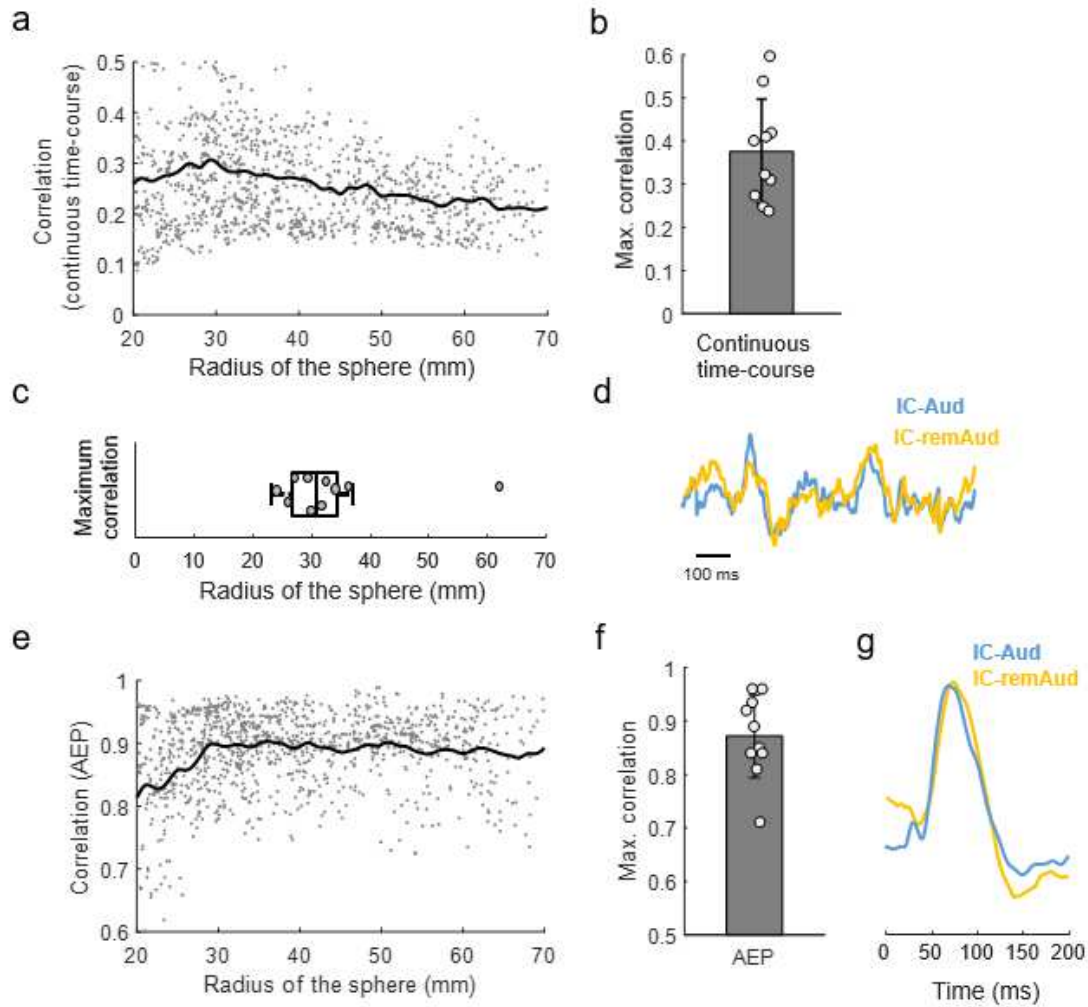 a
Correlation
(continuous time-course)
0.5
0.4
0.3
0.2
0.1
0
20
30
40
50
60
70
Radius of the sphere (mm)
b
Max. correlation
0.6
0.5
0.4
0.3
0.2
0.1
0
Continuous
time-course
c
Maximum
correlation
0
10
20
30
40
50
60
70
Radius of the sphere (mm)
d
IC-Aud
IC-remAud
100 ms
e
Correlation (AEP)
1
0.9
0.8
0.7
0.6
20
30
40
50
60
70
Radius of the sphere (mm)
f
Max. correlation
1
0.9
0.8
0.7
0.6
0.5
AEP
g
IC-Aud
IC-remAud
0
50
100
150
200
Time (ms)